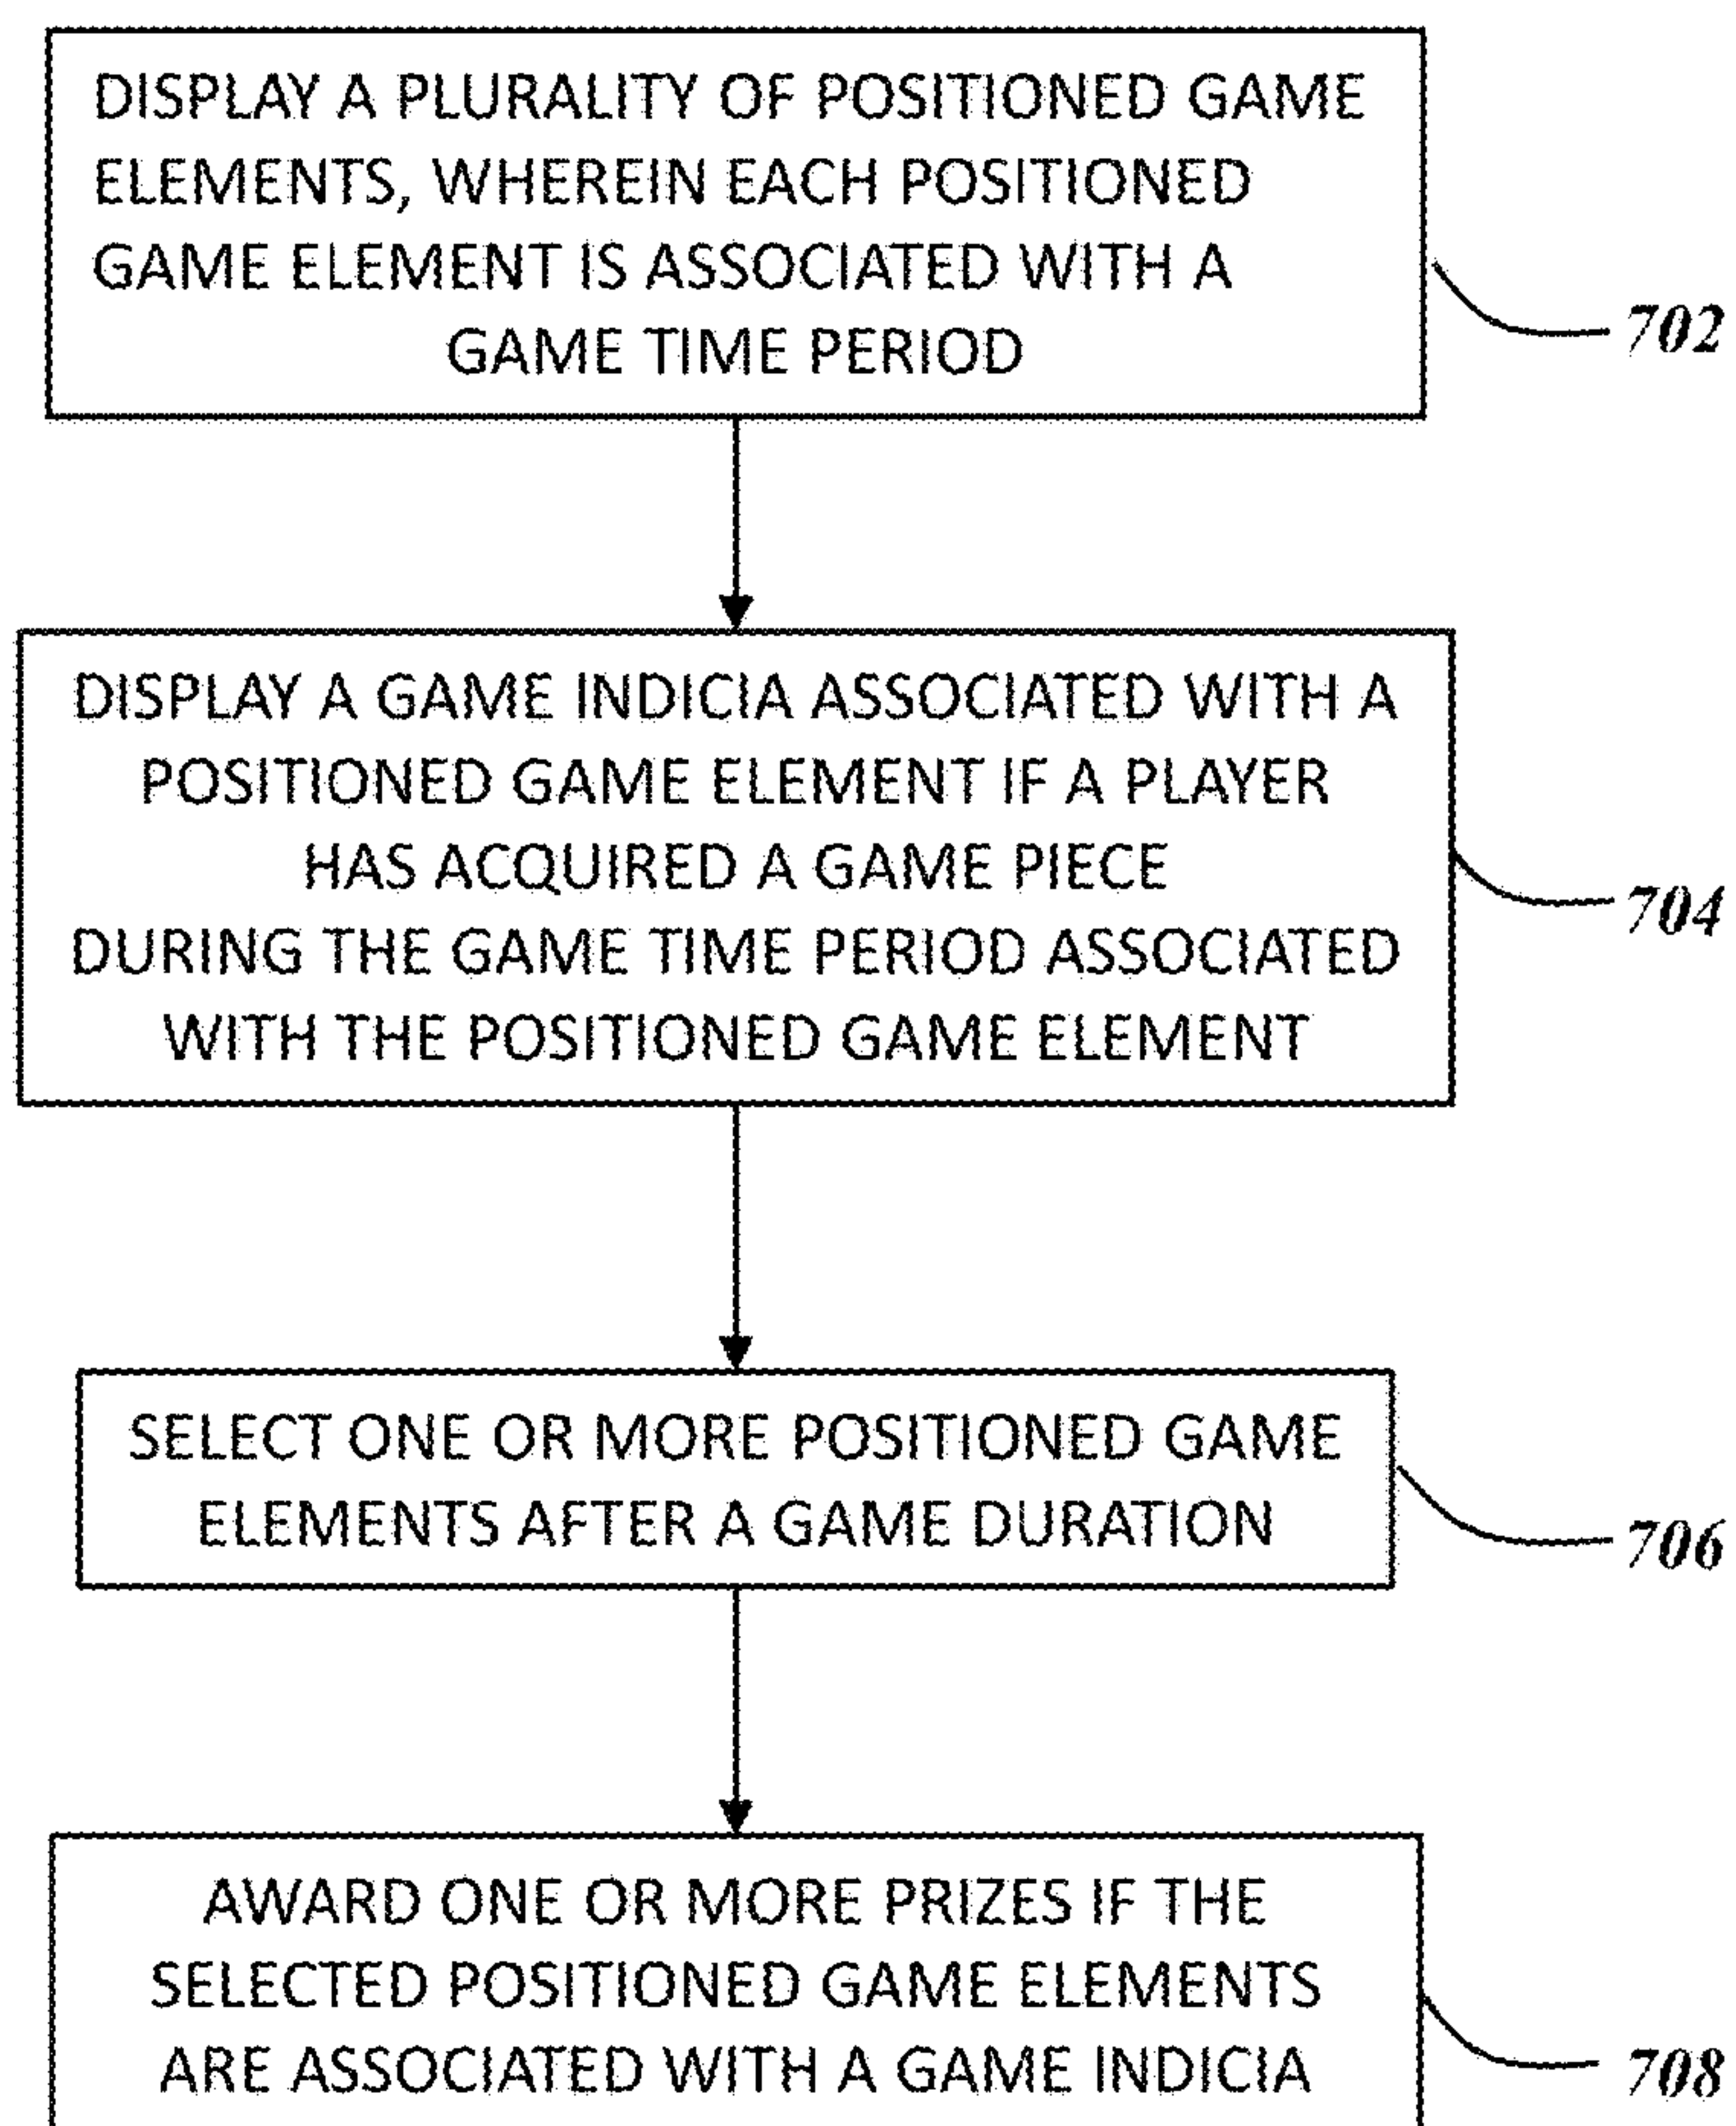 DISPLAY A PLURALITY OF POSITIONED GAME
ELEMENTS, WHEREIN EACH POSITIONED
GAME ELEMENT IS ASSOCIATED WITH A
GAME TIME PERIOD
702
DISPLAY A GAME INDICIA ASSOCIATED WITH A
POSITIONED GAME ELEMENT IF A PLAYER
HAS ACQUIRED A GAME PIECE
DURING THE GAME TIME PERIOD ASSOCIATED
WITH THE POSITIONED GAME ELEMENT
704
SELECT ONE OR MORE POSITIONED GAME
ELEMENTS AFTER A GAME DURATION
706
AWARD ONE OR MORE PRIZES IF THE
SELECTED POSITIONED GAME ELEMENTS
ARE ASSOCIATED WITH A GAME INDICIA
708